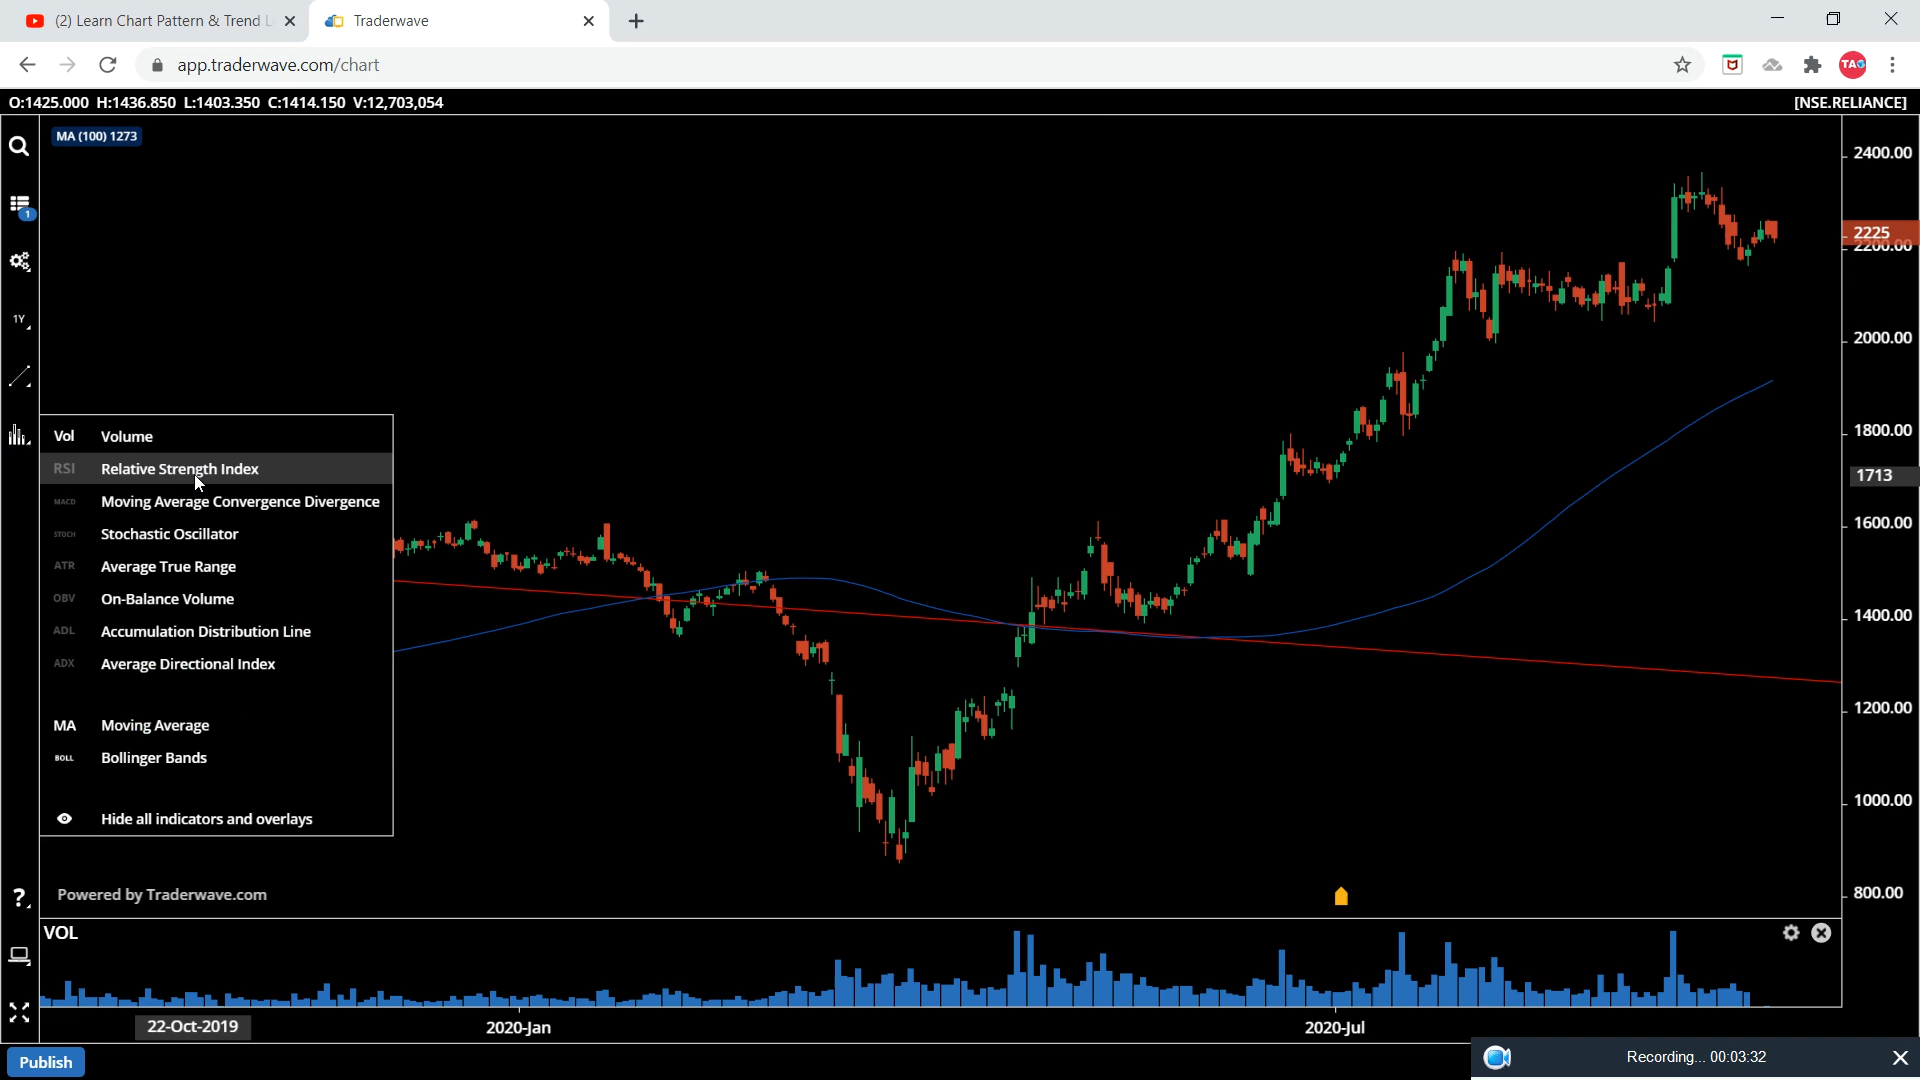 (2) Learn Chart Pattern & Trend L
Traderwave
app.traderwave.com/chart
TAG
O:1425.000 H:1436.850 L:1403.350 C:1414.150 V:12,703,054
[NSE.RELIANCE]
MA (100) 1273
1
1Y
Vol Volume
RSI Relative Strength Index
MACD Moving Average Convergence Divergence
STOCH Stochastic Oscillator
ATR Average True Range
OBV On-Balance Volume
ADL Accumulation Distribution Line
ADX Average Directional Index
MA Moving Average
BOLL Bollinger Bands
Hide all indicators and overlays
Powered by Traderwave.com
2400.00
2225
2200.00
2000.00
1800.00
1713
1600.00
1400.00
1200.00
1000.00
800.00
?
VOL
22-Oct-2019
2020-Jan
2020-Jul
Publish
Recording... 00:03:32